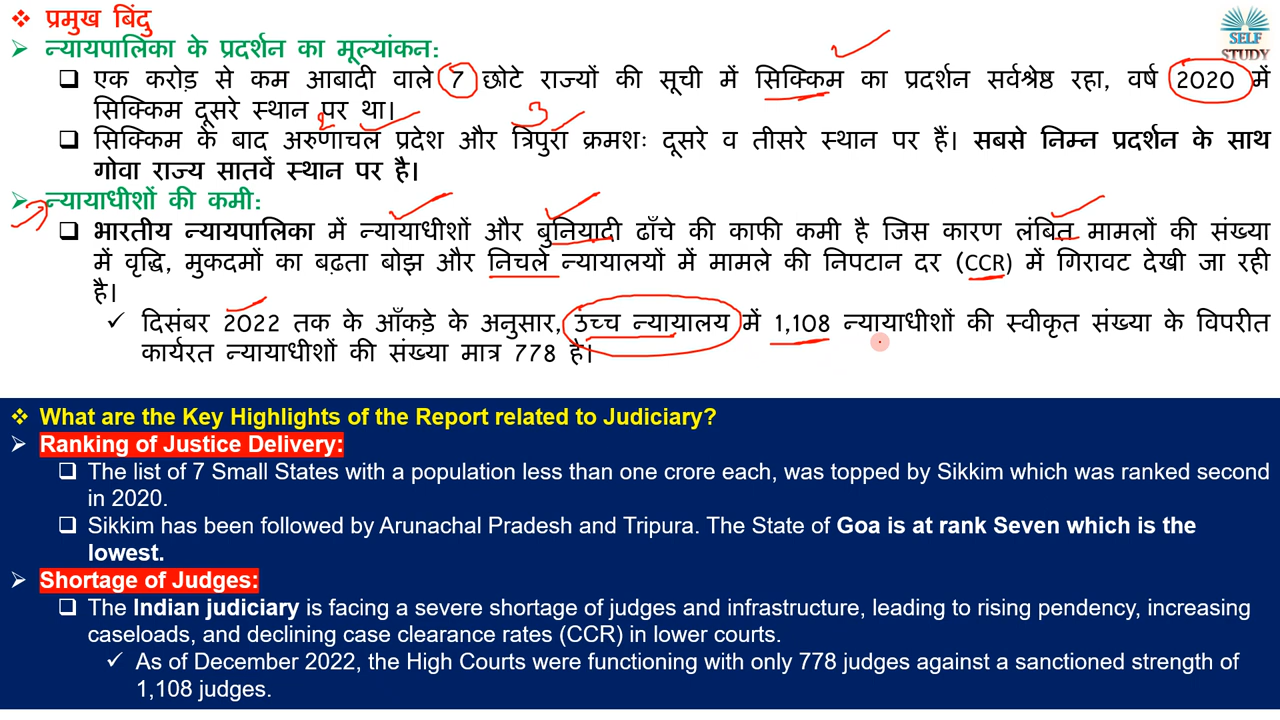 ❖ प्रमुख बिंदु
SELF
STUDY
➢ न्यायपालिका के प्रदर्शन का मूल्यांकन:
❑ एक करोड़ से कम आबादी वाले 7 छोटे राज्यों की सूची में सिक्किम का प्रदर्शन सर्वश्रेष्ठ रहा, वर्ष 2020 में
सिक्किम दूसरे स्थान पर था।
2 3
❑ सिक्किम के बाद अरुणाचल प्रदेश और त्रिपुरा क्रमशः दूसरे व तीसरे स्थान पर हैं। सबसे निम्न प्रदर्शन के साथ
गोवा राज्य सातवें स्थान पर है।
➢ न्यायाधीशों की कमी:
❑ भारतीय न्यायपालिका में न्यायाधीशों और बुनियादी ढाँचे की काफी कमी है जिस कारण लंबित मामलों की संख्या
में वृद्धि, मुकदमों का बढ़ता बोझ और निचले न्यायालयों में मामले की निपटान दर (CCR) में गिरावट देखी जा रही
है।
✓ दिसंबर 2022 तक के आँकड़े के अनुसार, उच्च न्यायालय में 1,108 न्यायाधीशों की स्वीकृत संख्या के विपरीत
कार्यरत न्यायाधीशों की संख्या मात्र 778 है।
❖ What are the Key Highlights of the Report related to Judiciary?
➢ Ranking of Justice Delivery:
❑ The list of 7 Small States with a population less than one crore each, was topped by Sikkim which was ranked second
in 2020.
❑ Sikkim has been followed by Arunachal Pradesh and Tripura. The State of Goa is at rank Seven which is the
lowest.
➢ Shortage of Judges:
❑ The Indian judiciary is facing a severe shortage of judges and infrastructure, leading to rising pendency, increasing
caseloads, and declining case clearance rates (CCR) in lower courts.
✓ As of December 2022, the High Courts were functioning with only 778 judges against a sanctioned strength of
1,108 judges.